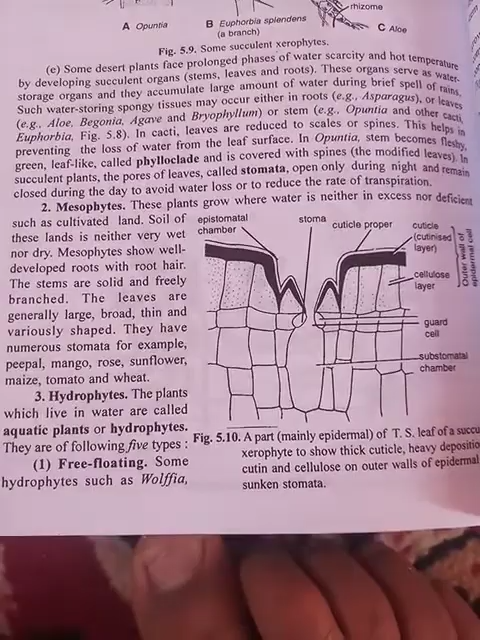 rhizome
A Opuntia
B Euphorbia splendens
(a branch)
C Aloe
Fig. 5.9. Some succulent xerophytes.
(e) Some desert plants face prolonged phases of water scarcity and hot temperature
by developing succulent organs (stems, leaves and roots). These organs serve as water-
storage organs and they accumulate large amount of water during brief spell of rains.
Such water-storing spongy tissues may occur either in roots (e.g., Asparagus), or leaves
(e.g., Aloe, Begonia, Agave and Bryophyllum) or stem (e.g., Opuntia and other cacti,
Euphorbia, Fig. 5.8). In cacti, leaves are reduced to scales or spines. This helps in
preventing the loss of water from the leaf surface. In Opuntia, stem becomes fleshy,
green, leaf-like, called phylloclade and is covered with spines (the modified leaves). In
succulent plants, the pores of leaves, called stomata, open only during night and remain
closed during the day to avoid water loss or to reduce the rate of transpiration.
2. Mesophytes. These plants grow where water is neither in excess nor deficient
such as cultivated land. Soil of
these lands is neither very wet
nor dry. Mesophytes show well-
developed roots with root hair.
The stems are solid and freely
branched. The leaves are
generally large, broad, thin and
variously shaped. They have
numerous stomata for example,
peepal, mango, rose, sunflower,
maize, tomato and wheat.
3. Hydrophytes. The plants
which live in water are called
aquatic plants or hydrophytes.
They are of following five types :
(1) Free-floating. Some
hydrophytes such as Wolffia,
epistomatal
chamber
stoma
cuticle proper
cuticle
(cutinised
layer)
Outer wall of
epidermal cell
cellulose
layer
guard
cell
substomatal
chamber
Fig. 5.10. A part (mainly epidermal) of T. S. leaf of a
xerophyte to show thick cuticle, heavy
cutin and cellulose on outer walls of epidermal
sunken stomata.